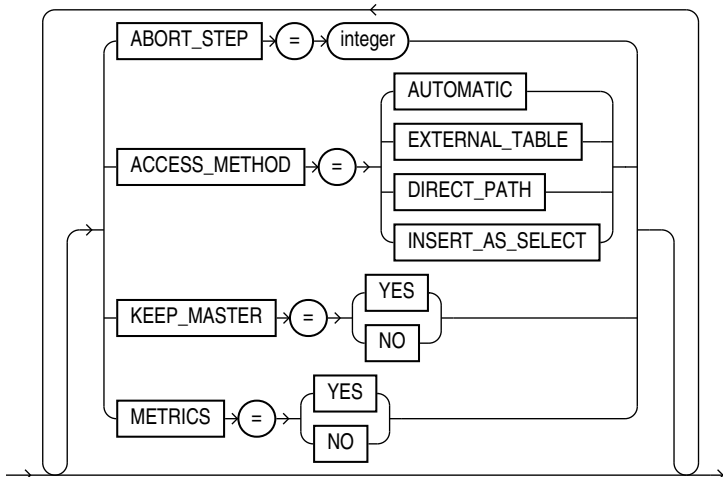 ABORT_STEP = integer
AUTOMATIC
EXTERNAL_TABLE
ACCESS_METHOD =
DIRECT_PATH
INSERT_AS_SELECT
YES
KEEP_MASTER =
NO
YES
METRICS =
NO